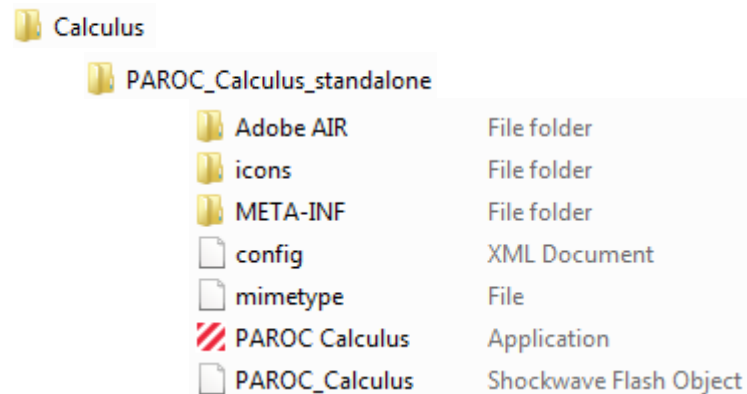 Calculus
PAROC_Calculus_standalone
Adobe AIR File folder
icons File folder
META-INF File folder
config XML Document
mimetype File
PAROC Calculus Application
PAROC_Calculus Shockwave Flash Object